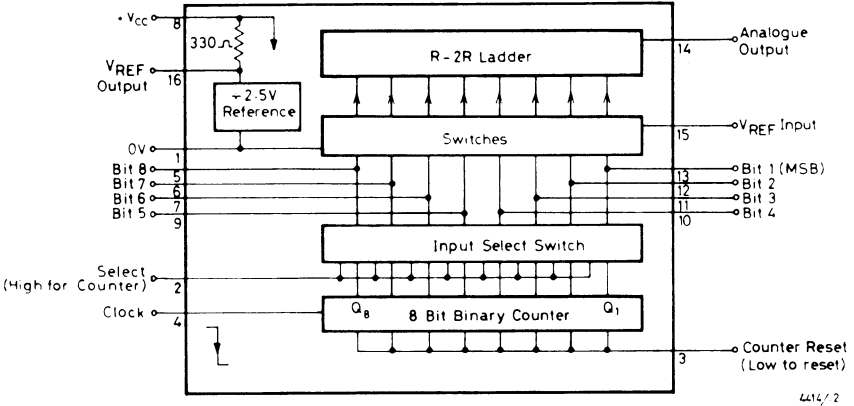 + VCC
8
330Ω
VREF
Output
16
2·5V
Reference
0V
1
Bit 8
5
Bit 7
6
Bit 6
7
Bit 5
9
Select
(High for Counter)
2
Clock
4
R-2R Ladder
Switches
Input Select Switch
Q8
8 Bit Binary Counter
Q1
Analogue
Output
14
VREF Input
15
Bit 1 (MSB)
13
Bit 2
12
Bit 3
11
Bit 4
10
3
Counter Reset
(Low to reset)
4414/.2